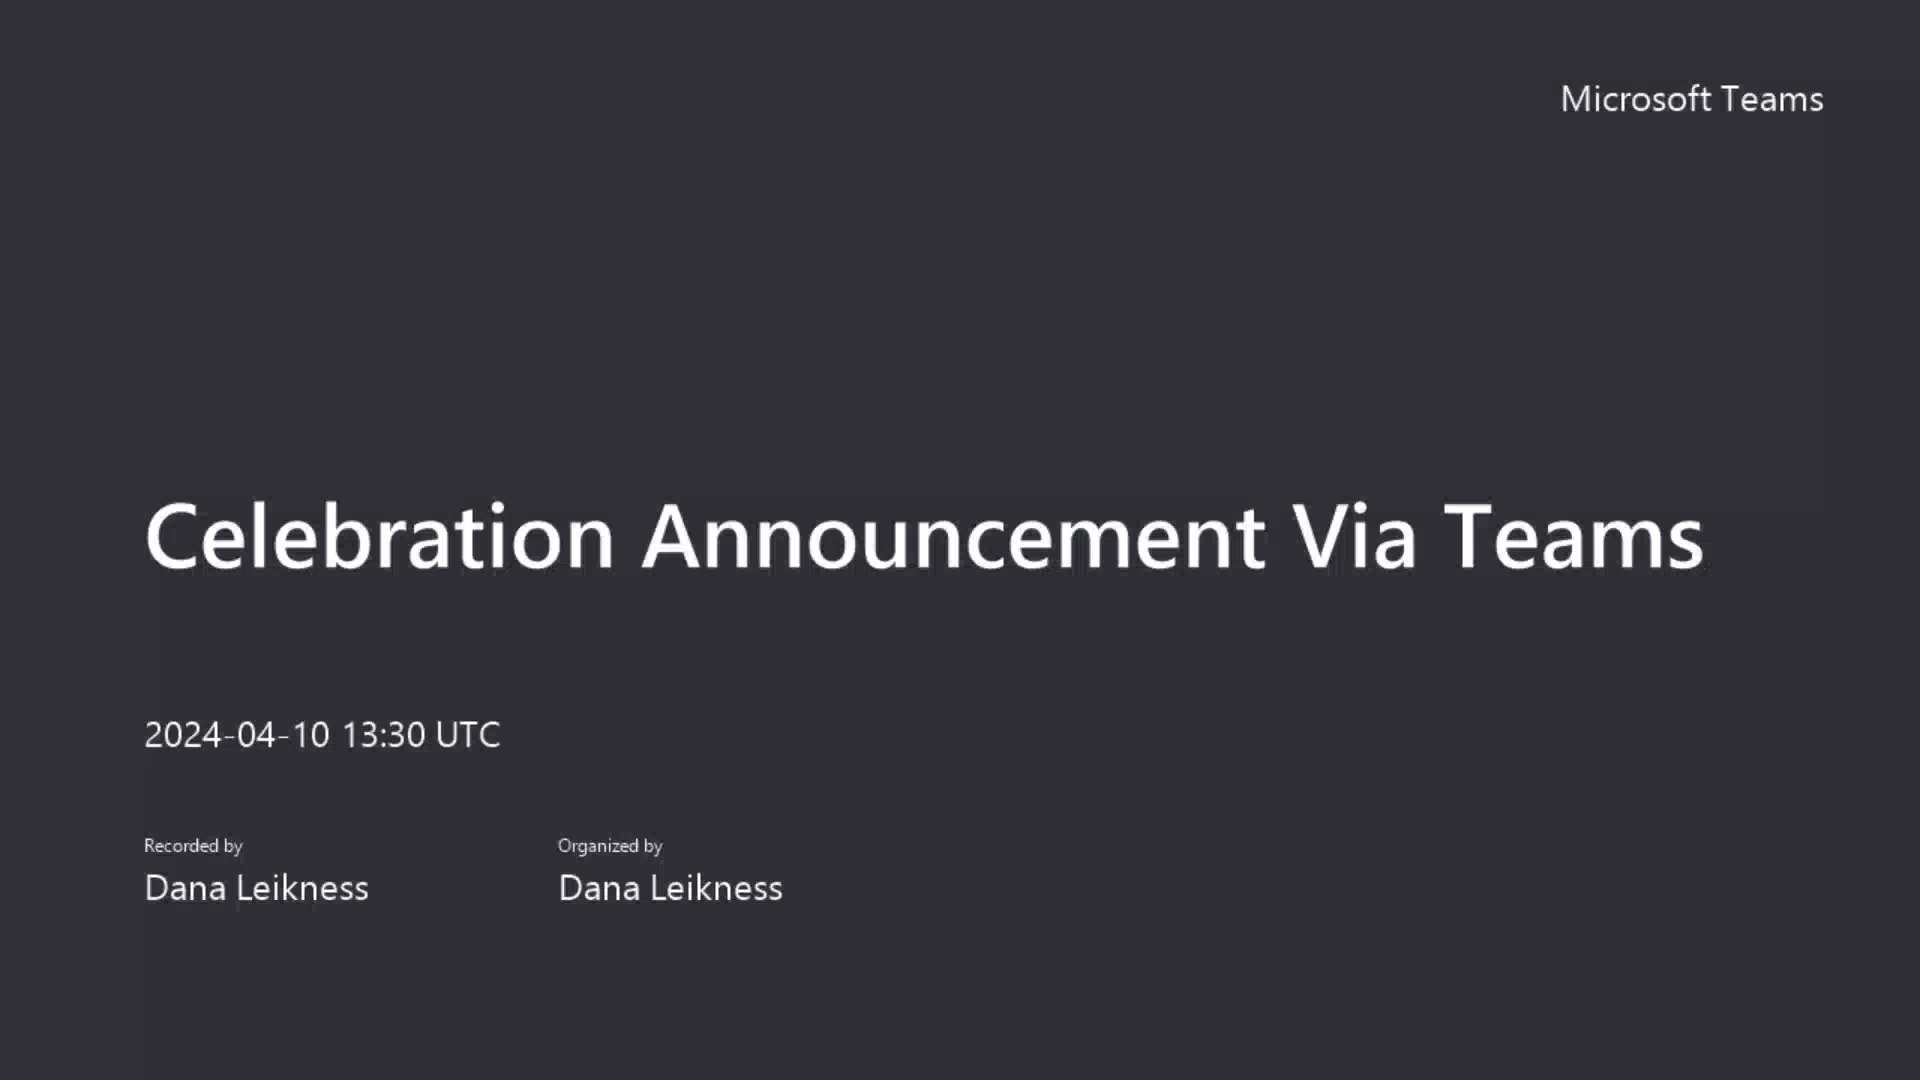 Microsoft Teams
Celebration Announcement Via Teams
2024-04-10 13:30 UTC
Recorded by
Dana Leikness
Organized by
Dana Leikness